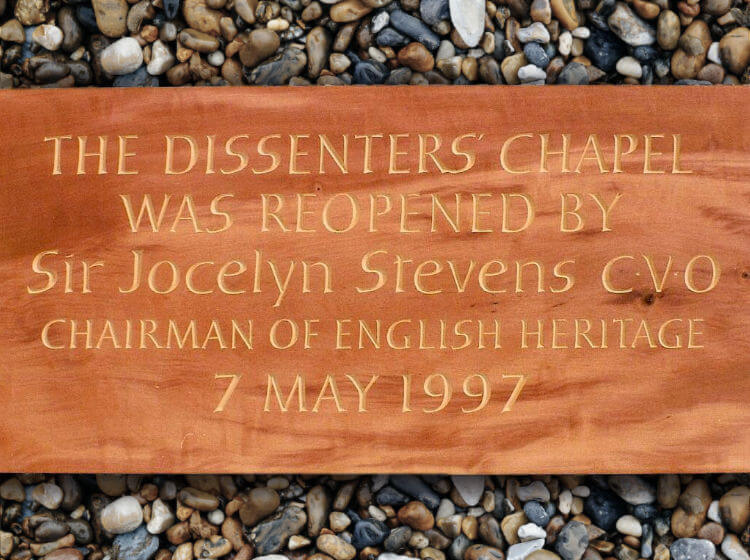 THE DISSENTERS' CHAPEL
WAS REOPENED BY
Sir Jocelyn Stevens C·V·O
CHAIRMAN OF ENGLISH HERITAGE
7 MAY 1997